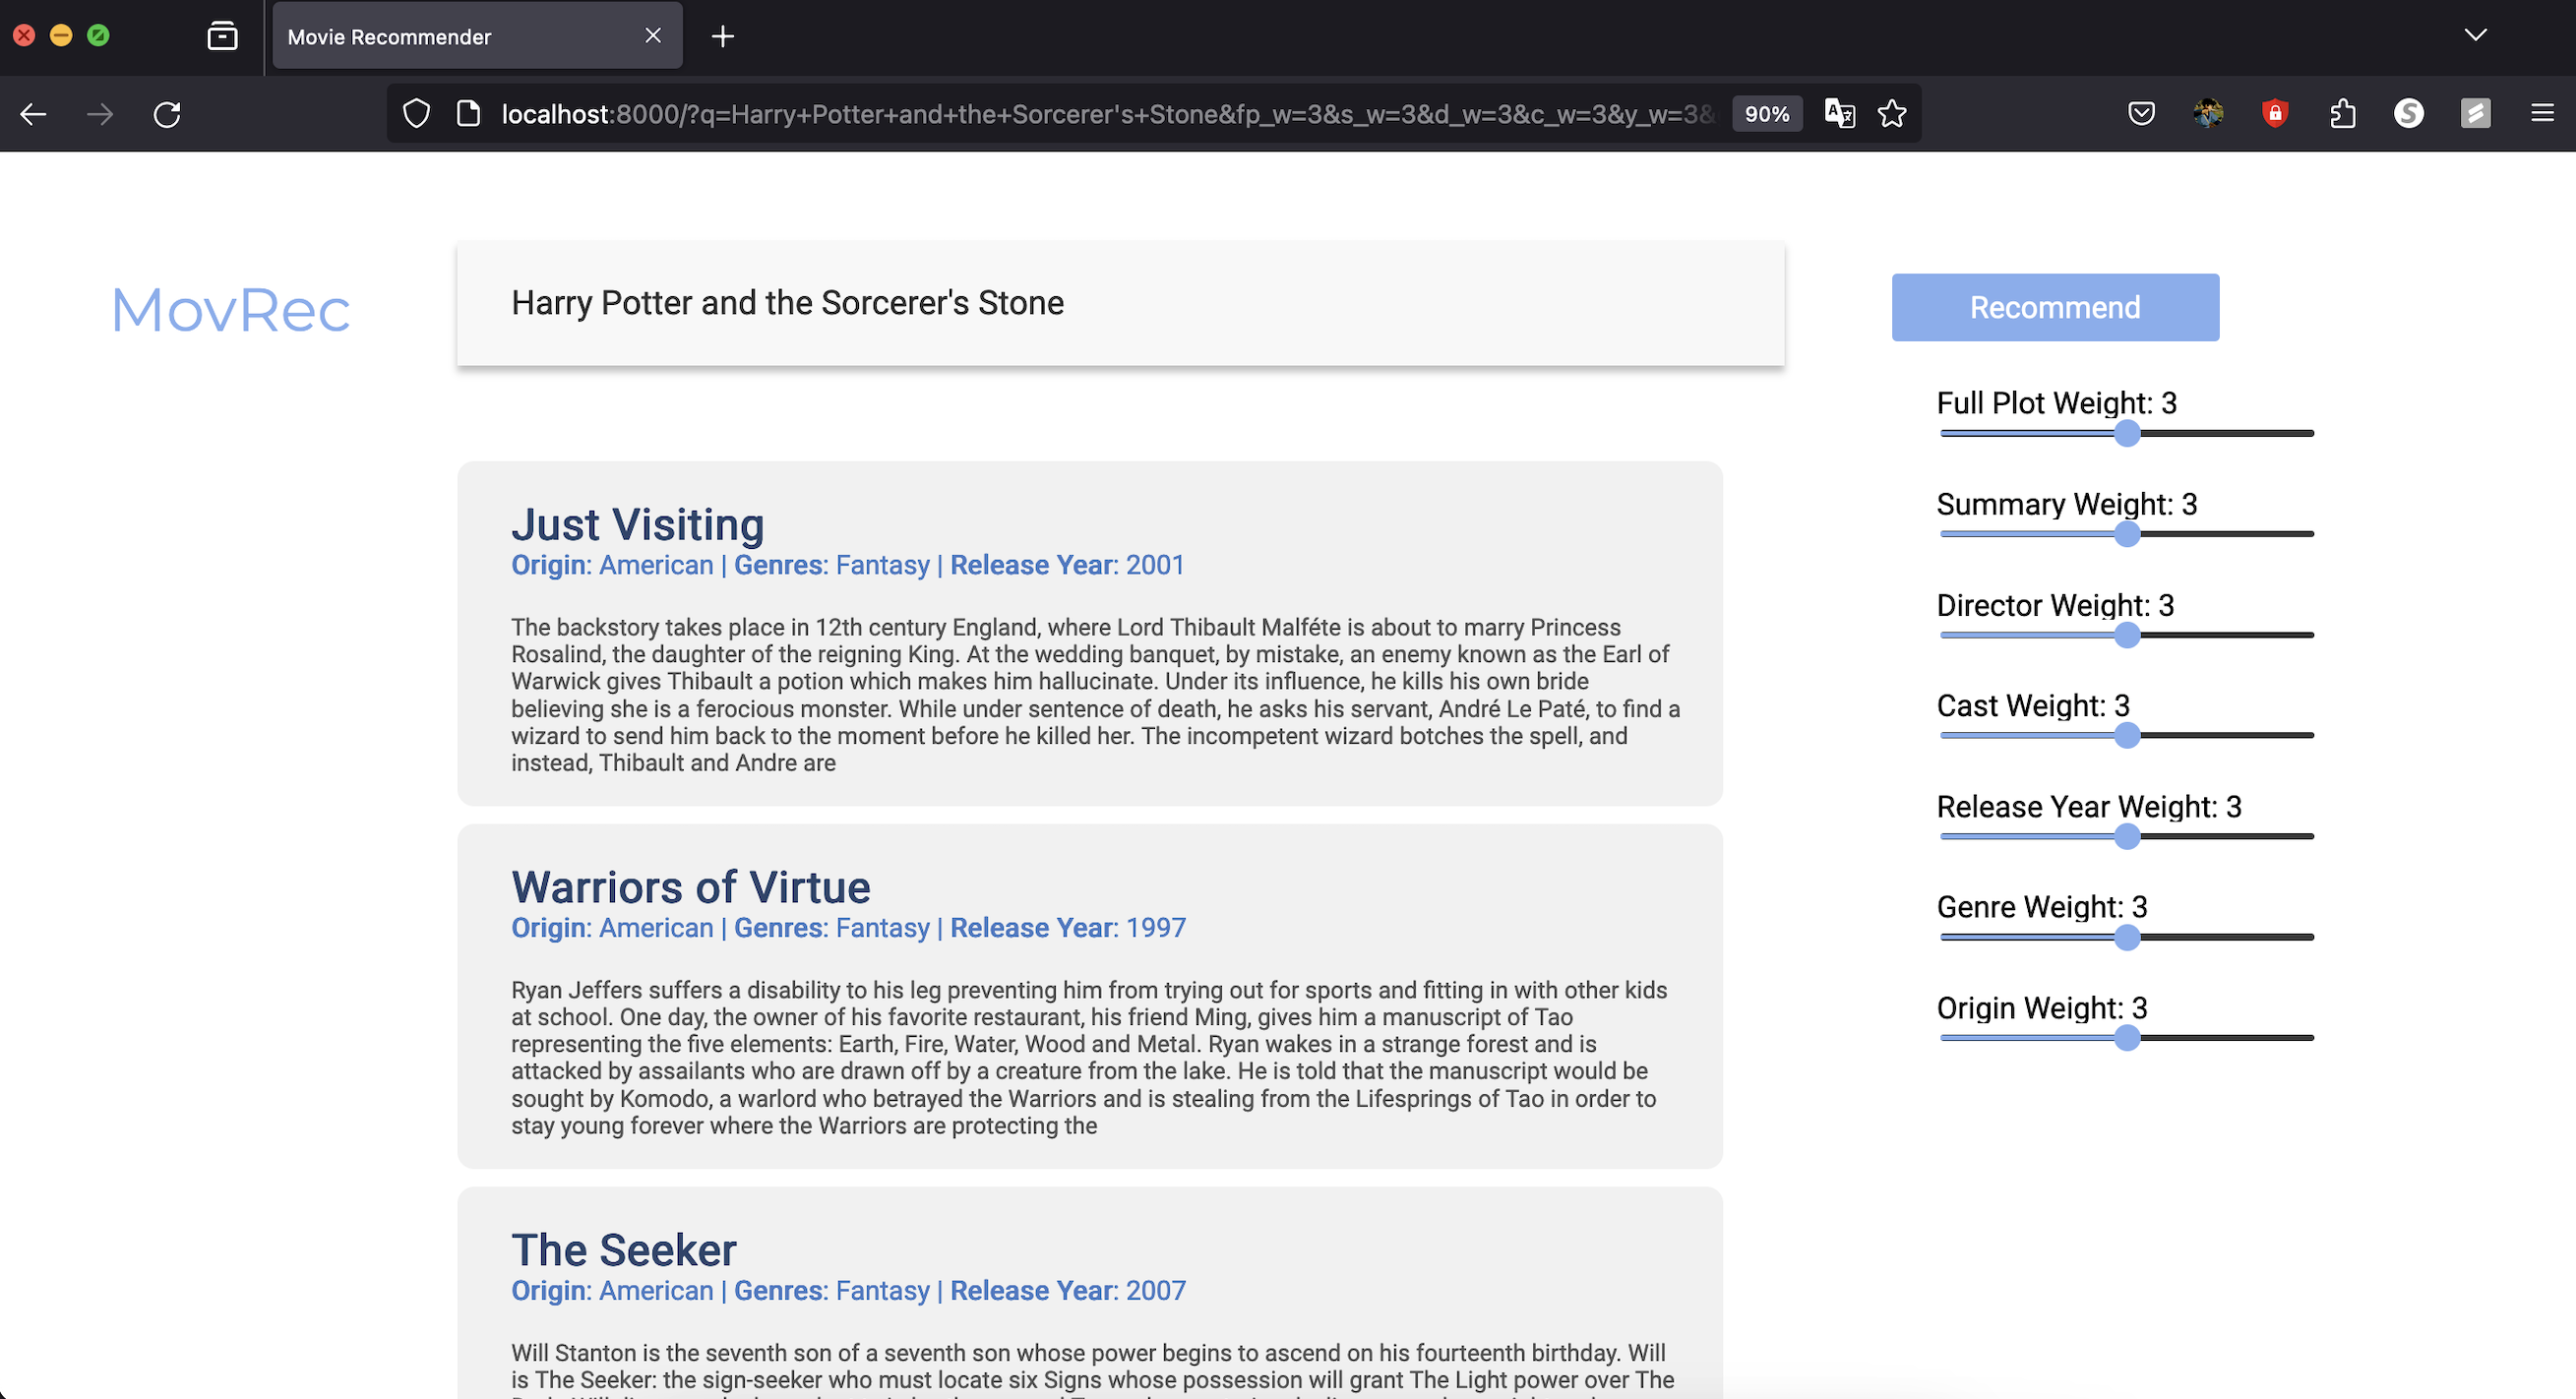 Movie Recommender
localhost:8000/?q=Harry+Potter+and+the+Sorcerer's+Stone&fp_w=3&s_w=3&d_w=3&c_w=3&y_w=3&
90%
MovRec
Harry Potter and the Sorcerer's Stone
Recommend
Just Visiting
Origin: American | Genres: Fantasy | Release Year: 2001
The backstory takes place in 12th century England, where Lord Thibault Malféte is about to marry Princess
Rosalind, the daughter of the reigning King. At the wedding banquet, by mistake, an enemy known as the Earl of
Warwick gives Thibault a potion which makes him hallucinate. Under its influence, he kills his own bride
believing she is a ferocious monster. While under sentence of death, he asks his servant, André Le Paté, to find a
wizard to send him back to the moment before he killed her. The incompetent wizard botches the spell, and
instead, Thibault and Andre are
Warriors of Virtue
Origin: American | Genres: Fantasy | Release Year: 1997
Ryan Jeffers suffers a disability to his leg preventing him from trying out for sports and fitting in with other kids
at school. One day, the owner of his favorite restaurant, his friend Ming, gives him a manuscript of Tao
representing the five elements: Earth, Fire, Water, Wood and Metal. Ryan wakes in a strange forest and is
attacked by assailants who are drawn off by a creature from the lake. He is told that the manuscript would be
sought by Komodo, a warlord who betrayed the Warriors and is stealing from the Lifesprings of Tao in order to
stay young forever where the Warriors are protecting the
The Seeker
Origin: American | Genres: Fantasy | Release Year: 2007
Will Stanton is the seventh son of a seventh son whose power begins to ascend on his fourteenth birthday. Will
is The Seeker: the sign-seeker who must locate six Signs whose possession will grant The Light power over The
Full Plot Weight: 3
Summary Weight: 3
Director Weight: 3
Cast Weight: 3
Release Year Weight: 3
Genre Weight: 3
Origin Weight: 3